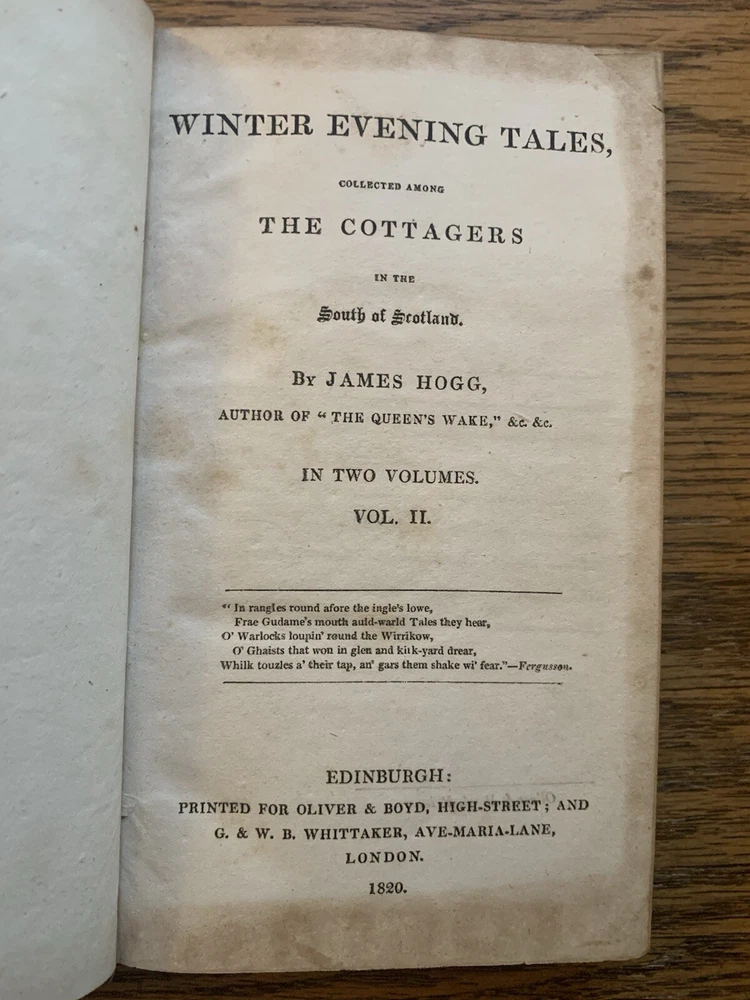 WINTER EVENING TALES,
COLLECTED AMONG
THE COTTAGERS
IN THE
South of Scotland.
By JAMES HOGG,
AUTHOR OF “ THE QUEEN'S WAKE,” &c. &c.
IN TWO VOLUMES.
VOL. II.
“ In rangles round afore the ingle's lowe,
Frae Gudame's mouth auld-warld Tales they hear,
O' Warlocks loupin' round the Wirrikow,
O' Ghaists that won in glen and kirk-yard drear,
Whilk touzles a' their tap, an' gars them shake wi' fear.”—Fergusson.
EDINBURGH:
PRINTED FOR OLIVER & BOYD, HIGH-STREET; AND
G. & W. B. WHITTAKER, AVE-MARIA-LANE,
LONDON.
1820.